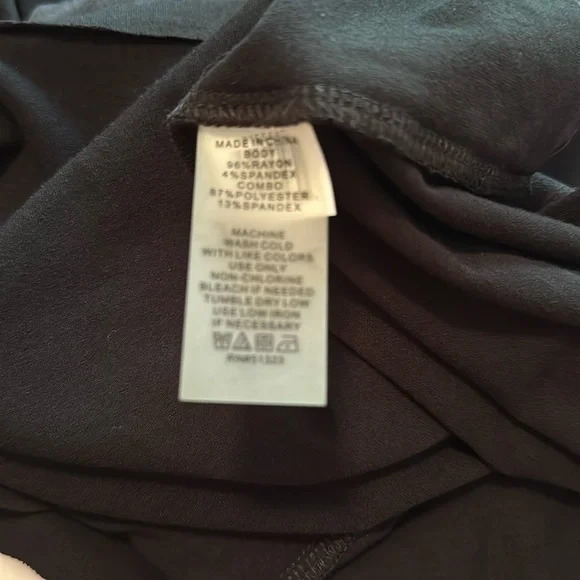 MADE IN CHINA
BODY
96%RAYON
4%SPANDEX
COMBO
87%POLYESTER
13%SPANDEX
MACHINE
WASH COLD
WITH LIKE COLORS
USE ONLY
NON-CHLORINE
BLEACH IF NEEDED
TUMBLE DRY LOW
USE LOW IRON
IF NECESSARY